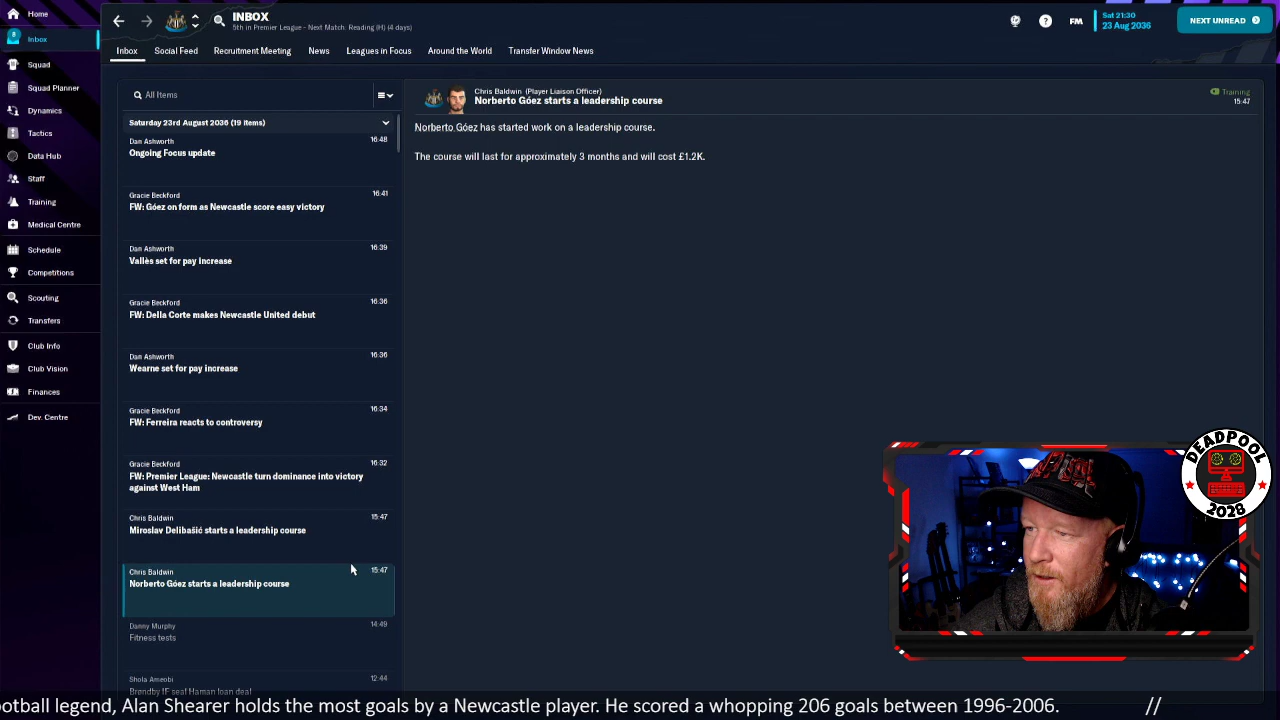 Home
Inbox
Squad
Squad Planner
Dynamics
Tactics
Data Hub
Staff
Training
Medical Centre
Schedule
Competitions
Scouting
Transfers
Club Info
Club Vision
Finances
Dev. Centre
INBOX
5th in Premier League - Next Match: Reading (H) (4 days)
FM
Sat 21:30
23 Aug 2036
NEXT UNREAD
Inbox
Social Feed
Recruitment Meeting
News
Leagues in Focus
Around the World
Transfer Window News
All Items
Saturday 23rd August 2036 (19 items)
Dan Ashworth 16:48
Ongoing Focus update
Gracie Beckford 16:41
FW: Góez on form as Newcastle score easy victory
Dan Ashworth 16:39
Vallès set for pay increase
Gracie Beckford 16:36
FW: Della Corte makes Newcastle United debut
Dan Ashworth 16:36
Wearne set for pay increase
Gracie Beckford 16:34
FW: Ferreira reacts to controversy
Gracie Beckford 16:32
FW: Premier League: Newcastle turn dominance into victory
against West Ham
Chris Baldwin 15:47
Miroslav Delibašić starts a leadership course
Chris Baldwin 15:47
Norberto Góez starts a leadership course
Danny Murphy 14:49
Fitness tests
Shola Ameobi 12:44
Brøndby IF seal Haman loan deal
Chris Baldwin (Player Liaison Officer)
Norberto Góez starts a leadership course
Training
15:47
Norberto Góez has started work on a leadership course.
The course will last for approximately 3 months and will cost £1.2K.
DEADPOOL
2028
ootball legend, Alan Shearer holds the most goals by a Newcastle player. He scored a whopping 206 goals between 1996-2006. //